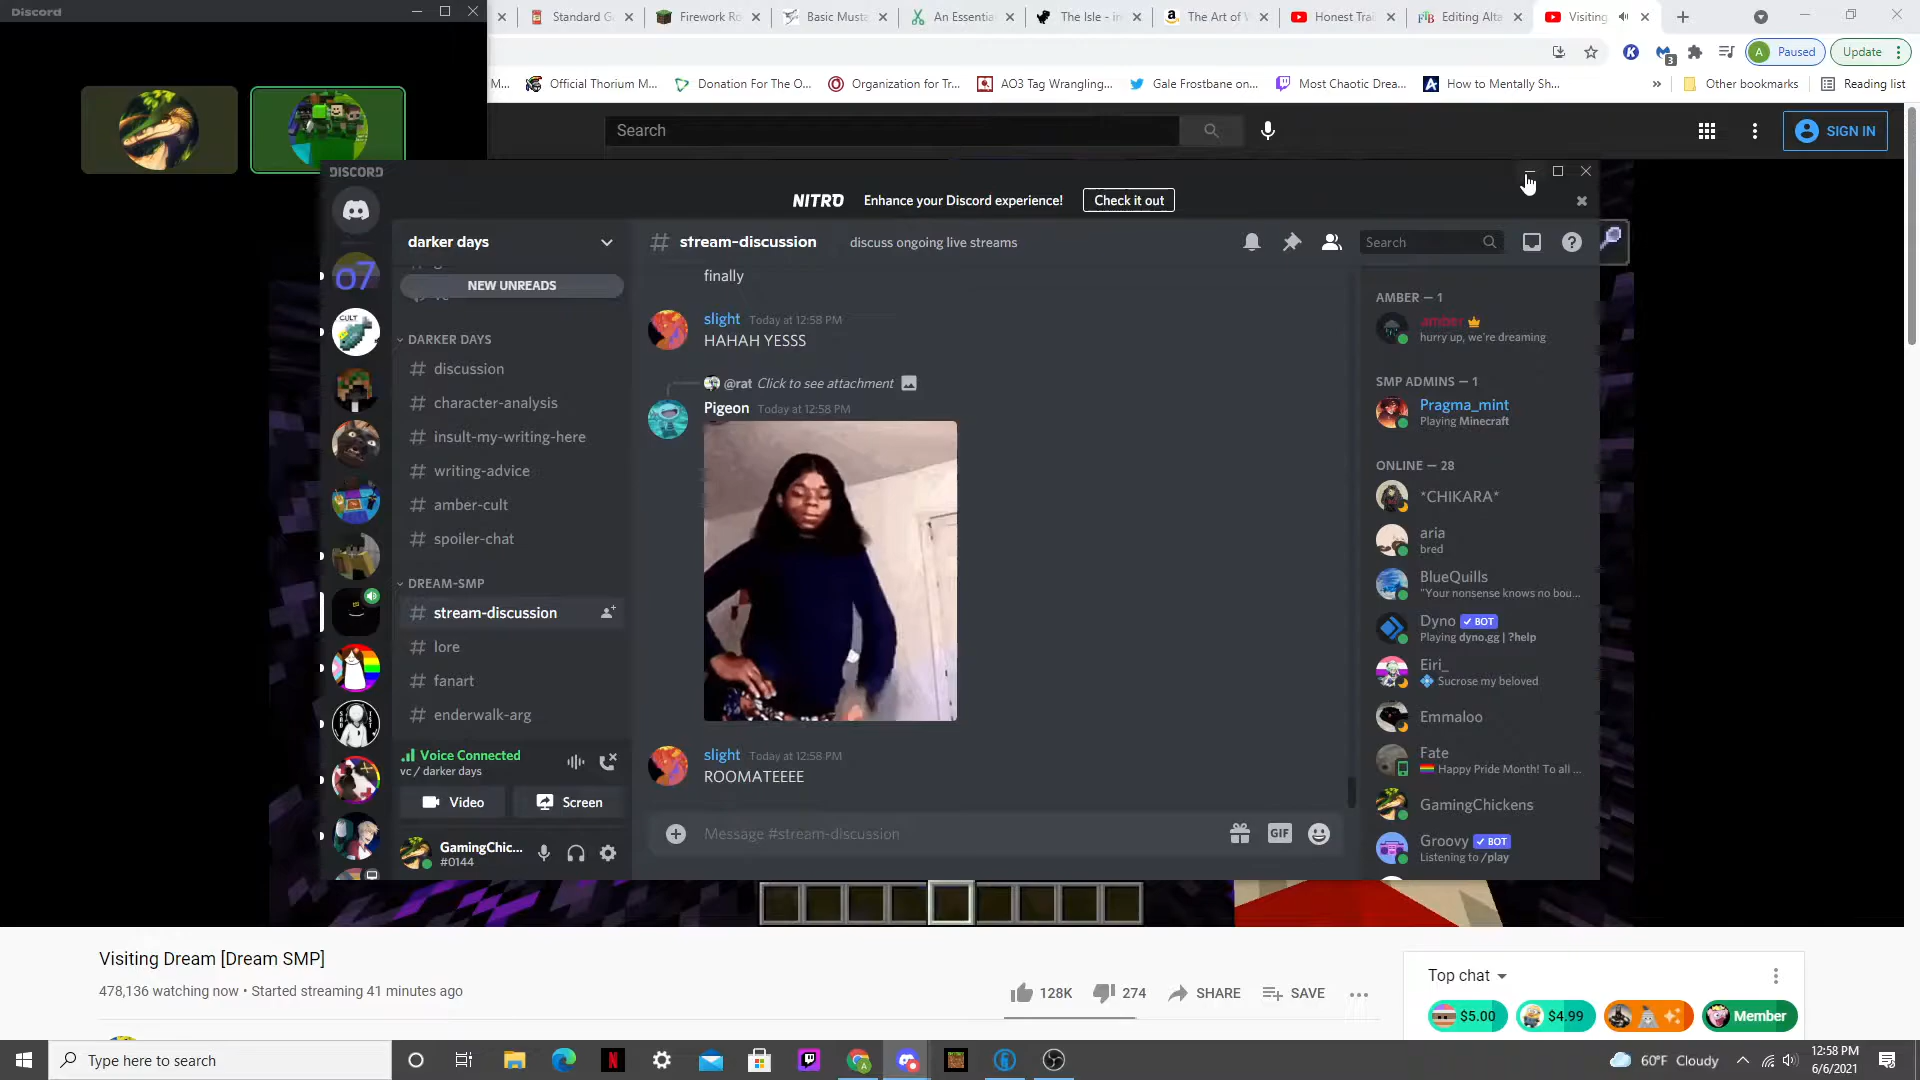 Discord
Standard G
Firework Ro
Basic Musta
An Essentia
The Isle - in
The Art of W
Honest Trai
Editing Alta
Visiting
A Paused
Update
3
M...
Official Thorium M...
Donation For The O...
Organization for Tr...
AO3 Tag Wrangling...
Gale Frostbane on...
Most Chaotic Drea...
How to Mentally Sh...
»
Other bookmarks
Reading list
Search
SIGN IN
DISCORD
NITRO Enhance your Discord experience! Check it out
darker days
stream-discussion discuss ongoing live streams
Search
o7
CULT
NEW UNREADS
DARKER DAYS
# discussion
# character-analysis
# insult-my-writing-here
# writing-advice
# amber-cult
# spoiler-chat
DREAM-SMP
# stream-discussion
# lore
# fanart
# enderwalk-arg
Voice Connected
vc / darker days
Video
Screen
GamingChic...
#0144
finally
slight Today at 12:58 PM
HAHAH YESSS
@rat Click to see attachment
Pigeon Today at 12:58 PM
slight Today at 12:58 PM
ROOMATEEEE
Message #stream-discussion
GIF
AMBER — 1
amber
hurry up, we're dreaming
SMP ADMINS — 1
Pragma_mint
Playing Minecraft
ONLINE — 28
*CHIKARA*
aria
bred
BlueQuills
"Your nonsense knows no bou...
Dyno ✓ BOT
Playing dyno.gg | ?help
Eiri_
Sucrose my beloved
Emmaloo
Fate
Happy Pride Month! To all ...
GamingChickens
Groovy ✓ BOT
Listening to /play
Visiting Dream [Dream SMP]
478,136 watching now • Started streaming 41 minutes ago
128K
274
SHARE
SAVE
Top chat
$5.00
$4.99
Member
Type here to search
60°F Cloudy
12:58 PM
6/6/2021